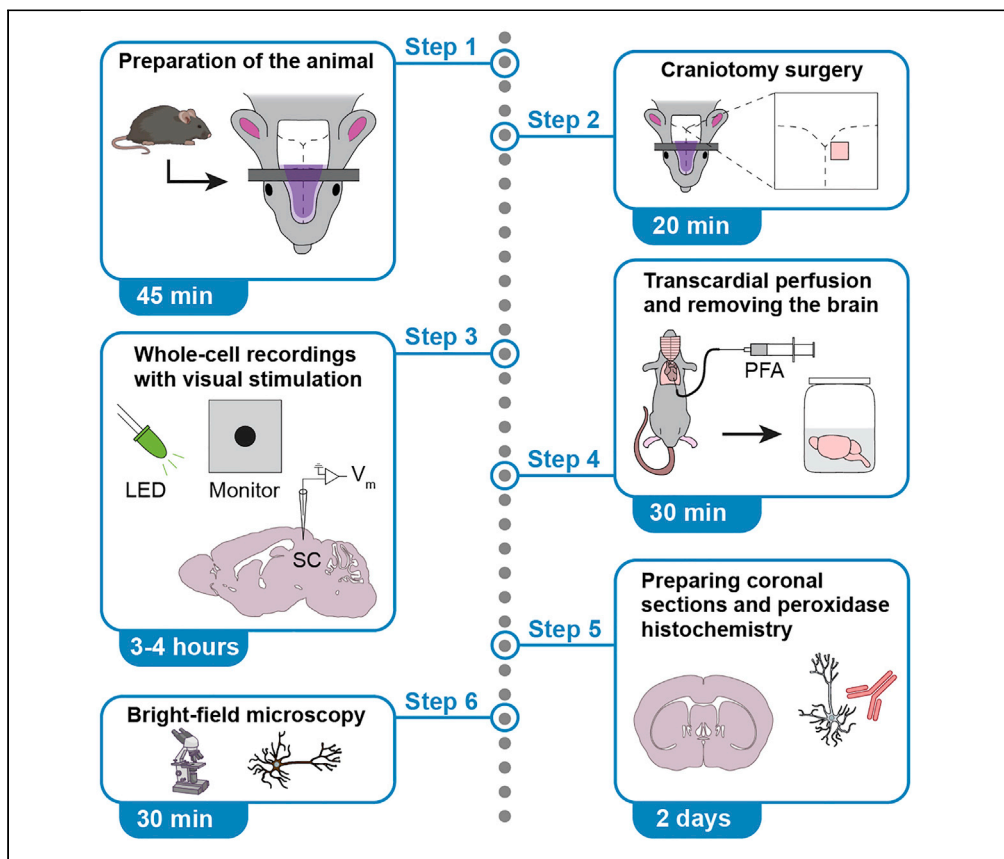 Step 1
Preparation of the animal
45 min
Step 2
Craniotomy surgery
20 min
Step 3
Whole-cell recordings
with visual stimulation
LED
Monitor
Vm
SC
3-4 hours
Step 4
Transcardial perfusion
and removing the brain
PFA
30 min
Step 5
Preparing coronal
sections and peroxidase
histochemistry
2 days
Step 6
Bright-field microscopy
30 min